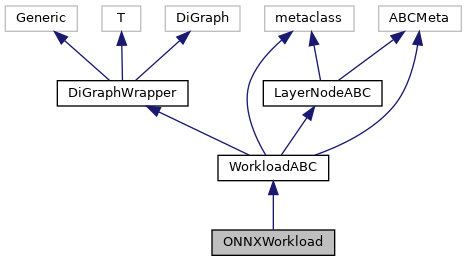 Generic
T
DiGraph
metaclass
ABCMeta
DiGraphWrapper
LayerNodeABC
WorkloadABC
ONNXWorkload